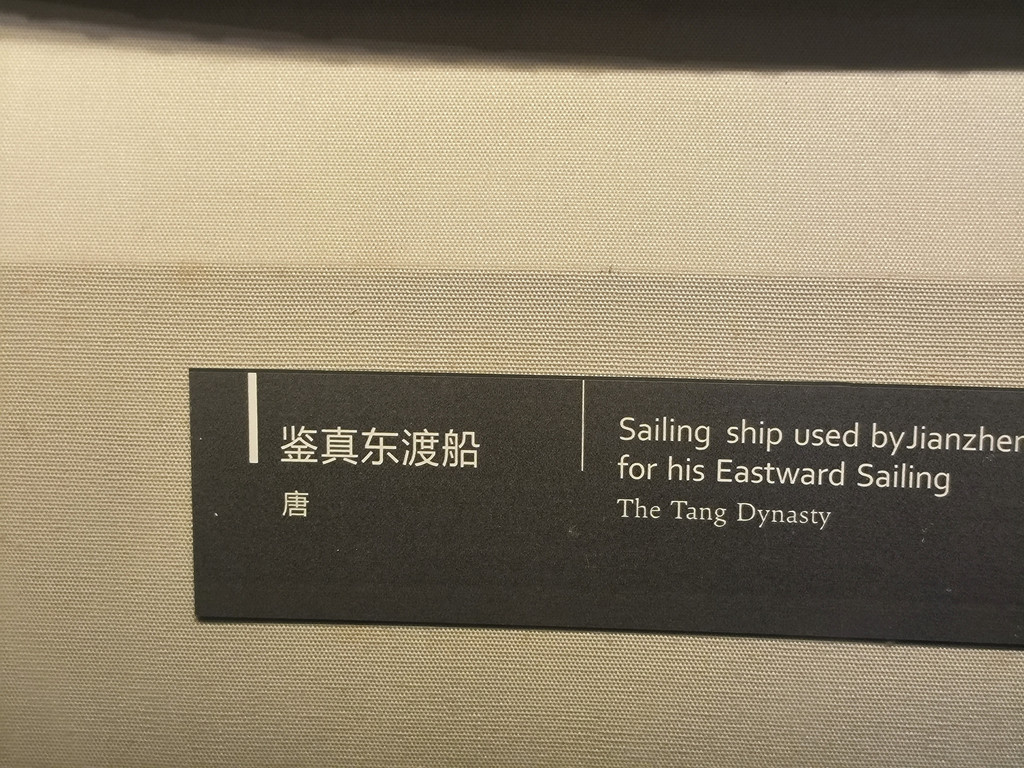 鉴真东渡船
唐
Sailing ship used byJianzhen
for his Eastward Sailing
The Tang Dynasty